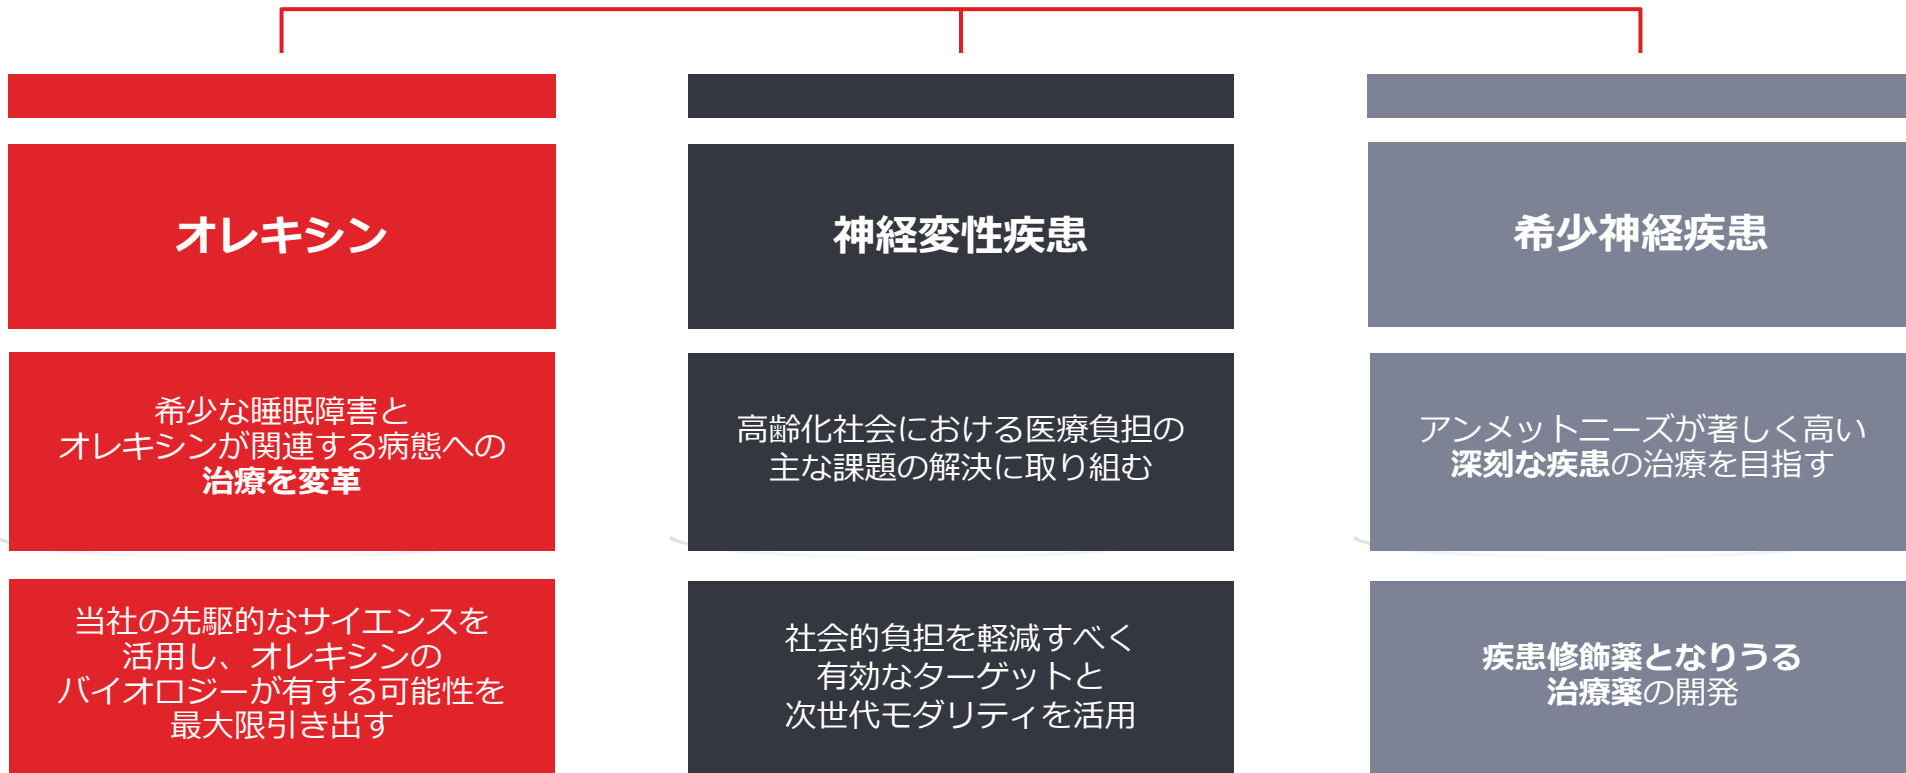 オレキシン
希少な睡眠障害と
オレキシンが関連する病態への
治療を変革
当社の先駆的なサイエンスを
活用し、オレキシンの
バイオロジーが有する可能性を
最大限引き出す
神経変性疾患
高齢化社会における医療負担の
主な課題の解決に取り組む
社会的負担を軽減すべく
有効なターゲットと
次世代モダリティを活用
希少神経疾患
アンメットニーズが著しく高い
深刻な疾患の治療を目指す
疾患修飾薬となりうる
治療薬の開発